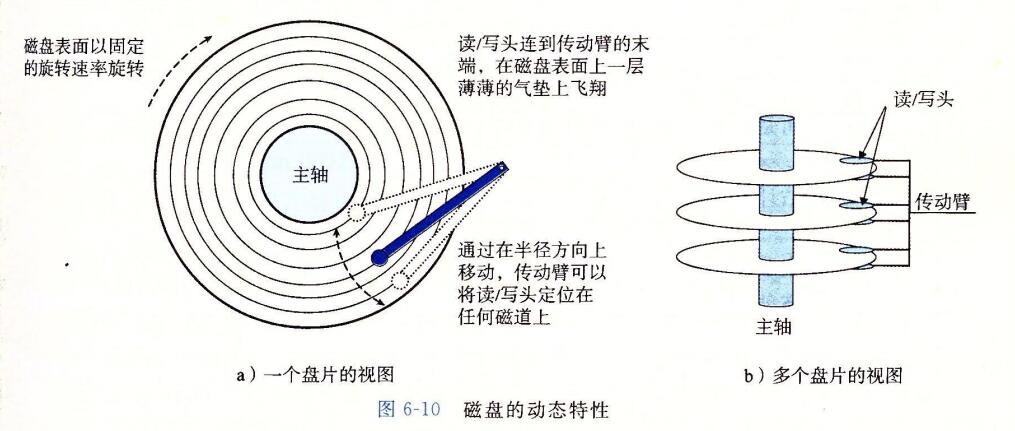 磁盘表面以固定
的旋转速率旋转
读/写头连到传动臂的末
端，在磁盘表面上一层
薄薄的气垫上飞翔
主轴
通过在半径方向上
移动，传动臂可以
将读/写头定位在
任何磁道上
a）一个盘片的视图
读/写头
传动臂
主轴
b）多个盘片的视图
图 6-10 磁盘的动态特性